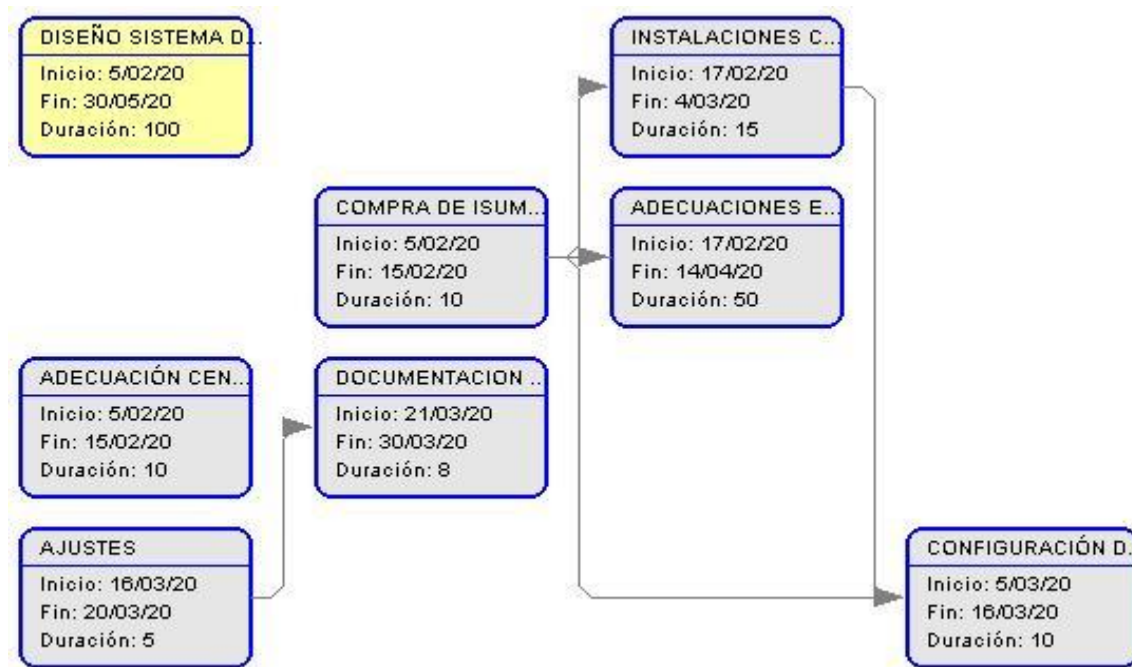 DISEÑO SISTEMA D...
Inicio: 5/02/20
Fin: 30/05/20
Duración: 100
INSTALACIONES C...
Inicio: 17/02/20
Fin: 4/03/20
Duración: 15
COMPRA DE ISUM...
Inicio: 5/02/20
Fin: 15/02/20
Duración: 10
ADECUACIONES E...
Inicio: 17/02/20
Fin: 14/04/20
Duración: 50
ADECUACIÓN CEN...
Inicio: 5/02/20
Fin: 15/02/20
Duración: 10
DOCUMENTACION ...
Inicio: 21/03/20
Fin: 30/03/20
Duración: 8
AJUSTES
Inicio: 16/03/20
Fin: 20/03/20
Duración: 5
CONFIGURACIÓN D.
Inicio: 5/03/20
Fin: 16/03/20
Duración: 10